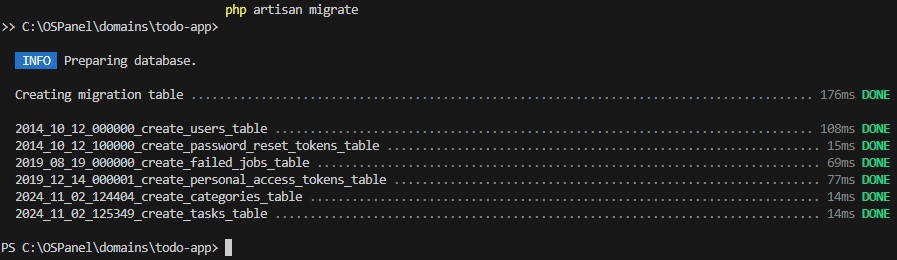 php artisan migrate
>> C:\OSPanel\domains\todo-app>
INFO Preparing database.
Creating migration table ........................................................................................ 176ms DONE
2014_10_12_000000_create_users_table ............................................................................ 108ms DONE
2014_10_12_100000_create_password_reset_tokens_table ............................................................ 15ms DONE
2019_08_19_000000_create_failed_jobs_table ...................................................................... 69ms DONE
2019_12_14_000001_create_personal_access_tokens_table ........................................................... 77ms DONE
2024_11_02_124404_create_categories_table ....................................................................... 14ms DONE
2024_11_02_125349_create_tasks_table ............................................................................ 14ms DONE
PS C:\OSPanel\domains\todo-app>